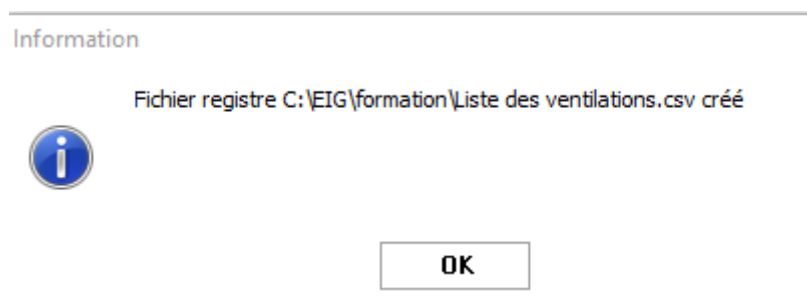 Information
Fichier registre C:\EIG\formation\Liste des ventilations.csv créé
OK